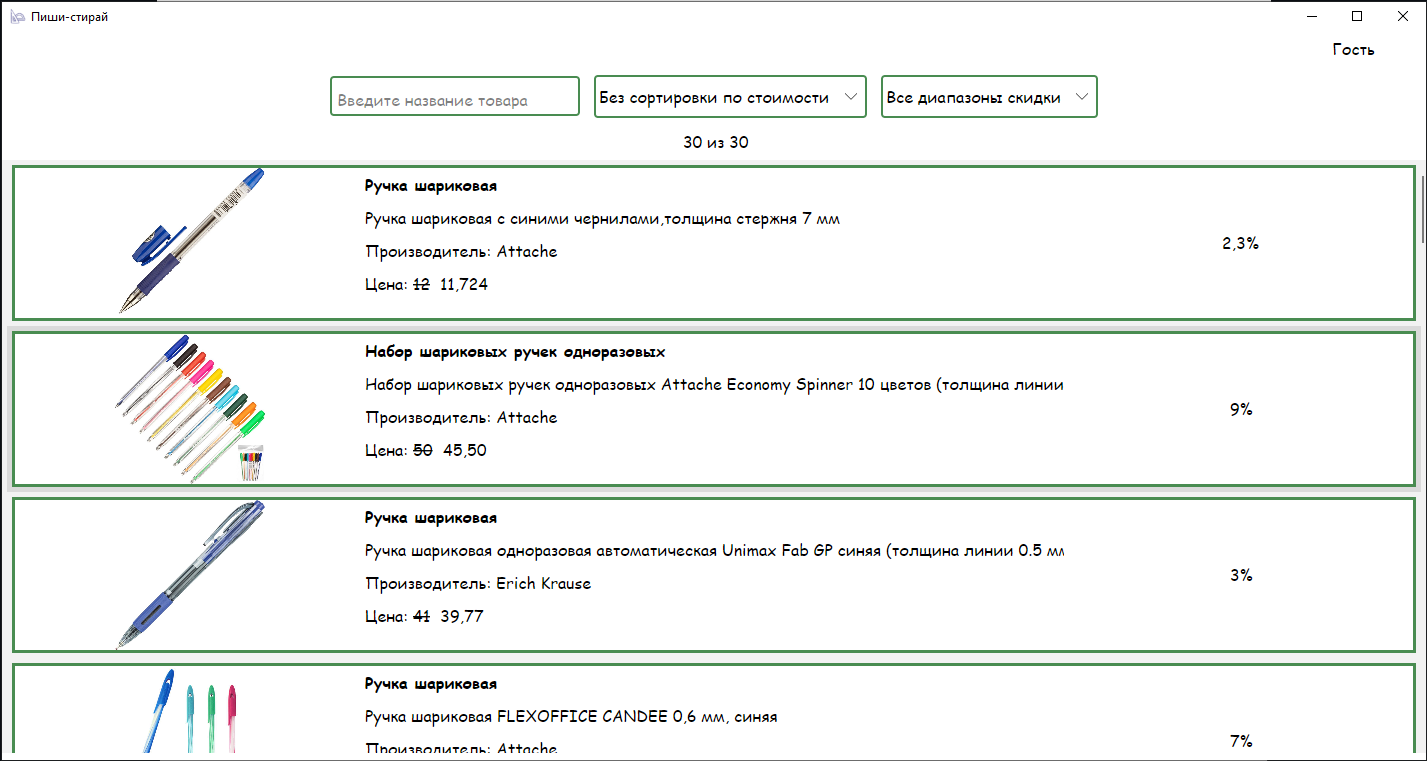 Пиши-стирай
Гость
Введите название товара
Без сортировки по стоимости
Все диапазоны скидки
30 из 30
Ручка шариковая
Ручка шариковая с синими чернилами,толщина стержня 7 мм
Производитель: Attache
Цена: 12 11,724
2,3%
Набор шариковых ручек одноразовых
Набор шариковых ручек одноразовых Attache Economy Spinner 10 цветов (толщина линии
Производитель: Attache
Цена: 50 45,50
9%
Ручка шариковая
Ручка шариковая одноразовая автоматическая Unimax Fab GP синяя (толщина линии 0.5 мм
Производитель: Erich Krause
Цена: 41 39,77
3%
Ручка шариковая
Ручка шариковая FLEXOFFICE CANDEE 0,6 мм, синяя
Производитель: Attache
7%